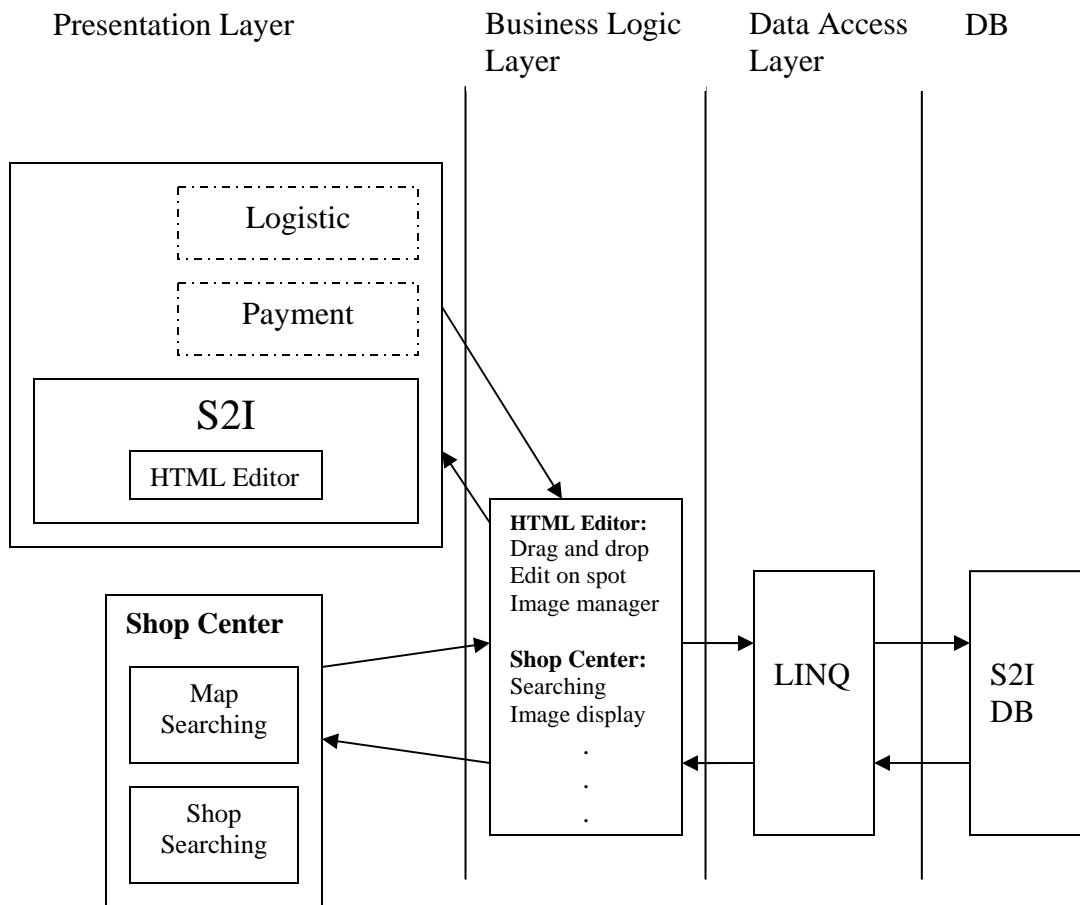 Presentation Layer
Business Logic
Layer
Data Access
Layer
DB
Logistic
Payment
S2I
HTML Editor
Shop Center
Map
Searching
Shop
Searching
HTML Editor:
Drag and drop
Edit on spot
Image manager
Shop Center:
Searching
Image display
.
.
.
LINQ
S2I
DB